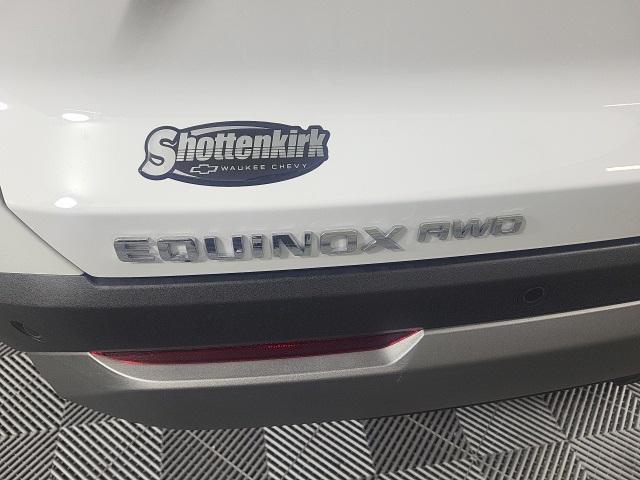 Shottenkirk
WAUKEE CHEVY
EQUINOX AWD